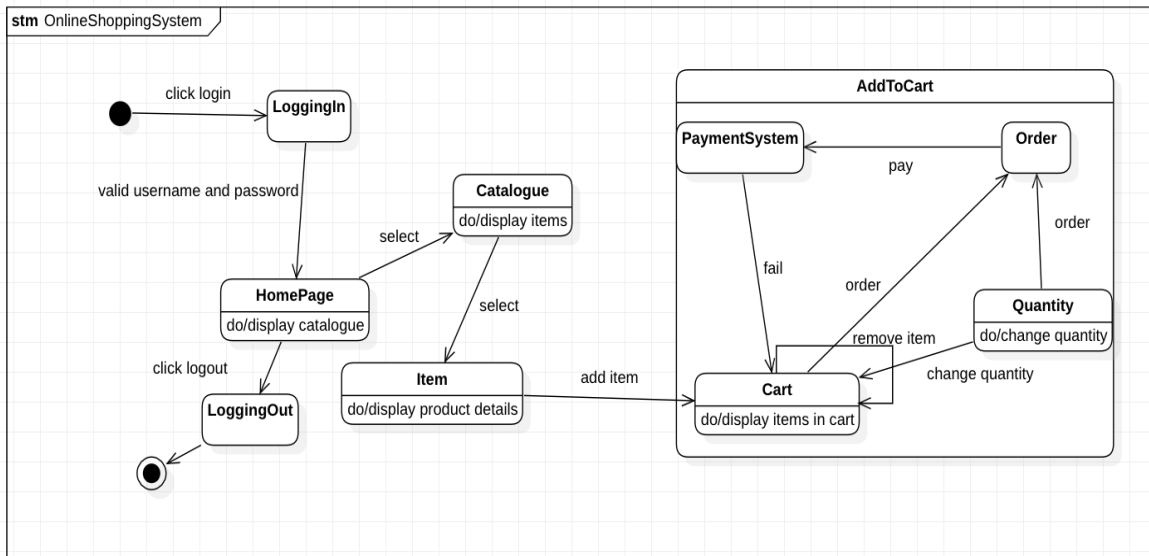 stm OnlineShoppingSystem
click login
LoggingIn
valid username and password
Catalogue
do/display items
select
HomePage
do/display catalogue
select
click logout
LoggingOut
Item
do/display product details
add item
AddToCart
PaymentSystem
Order
pay
order
fail
order
Quantity
do/change quantity
remove item
change quantity
Cart
do/display items in cart